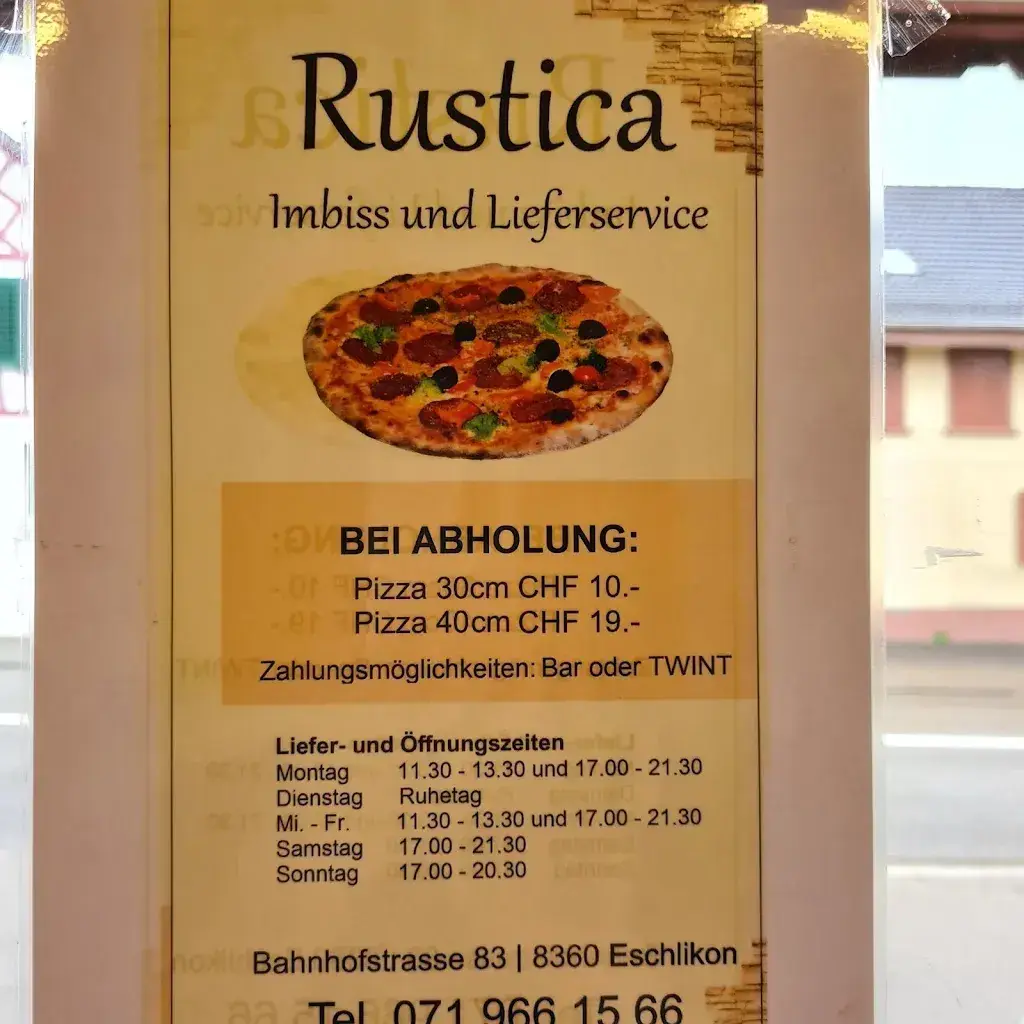 Rustica
Imbiss und Lieferservice
BEI ABHOLUNG:
Pizza 30cm CHF 10.-
Pizza 40cm CHF 19.-
Zahlungsmöglichkeiten: Bar oder TWINT
Liefer- und Öffnungszeiten
Montag 11.30 - 13.30 und 17.00 - 21.30
Dienstag Ruhetag
Mi. - Fr. 11.30 - 13.30 und 17.00 - 21.30
Samstag 17.00 - 21.30
Sonntag 17.00 - 20.30
Bahnhofstrasse 83 | 8360 Eschlikon
Tel 071 966 15 66